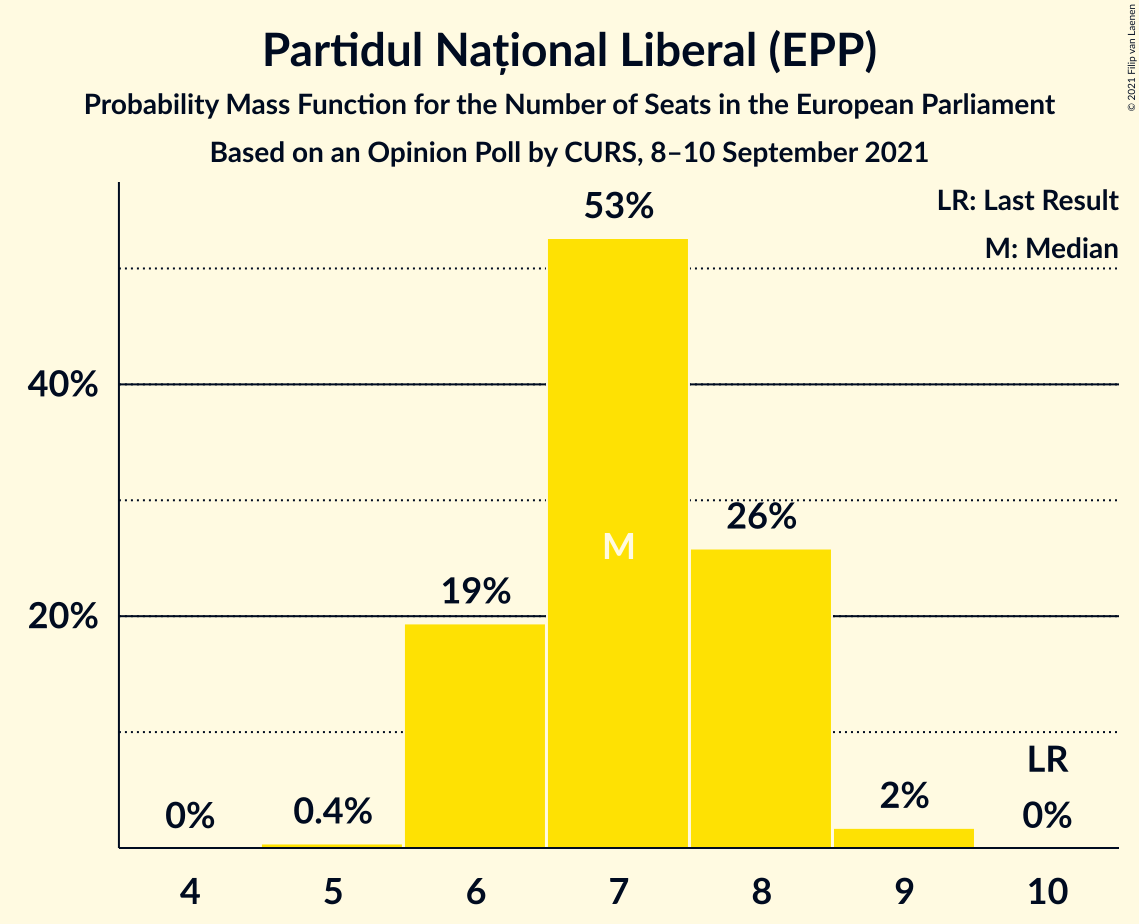 Partidul Național Liberal (EPP)
Probability Mass Function for the Number of Seats in the European Parliament
Based on an Opinion Poll by CURS, 8–10 September 2021
© 2021 Filip van Laenen
LR: Last Result
M: Median
53%
40%
26%
M
19%
20%
LR
0%
0.4%
2%
0%
4 5 6 7 8 9 10